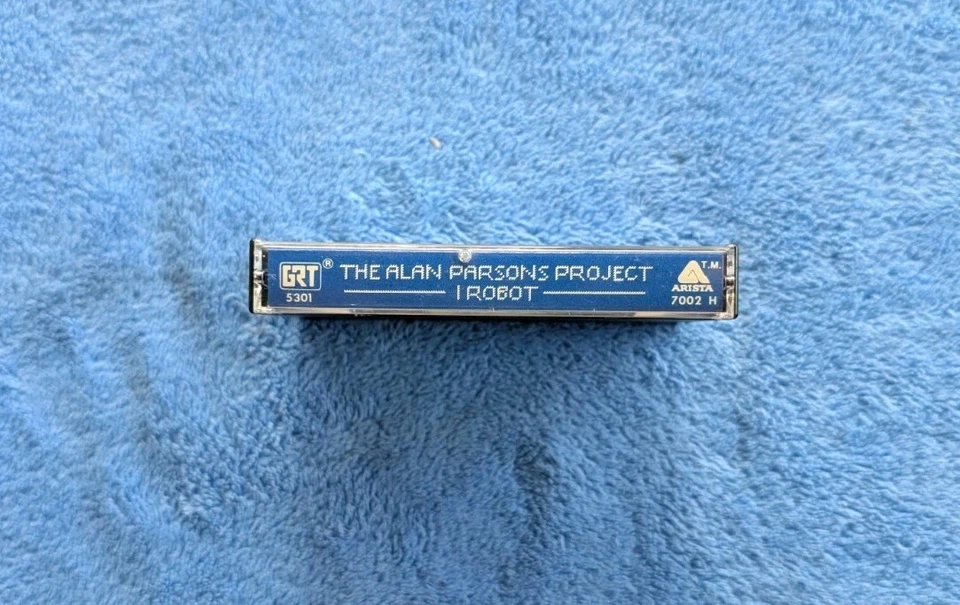 GRT®
5301
THE ALAN PARSONS PROJECT
I ROBOT
T.M.
ARISTA
7002 H